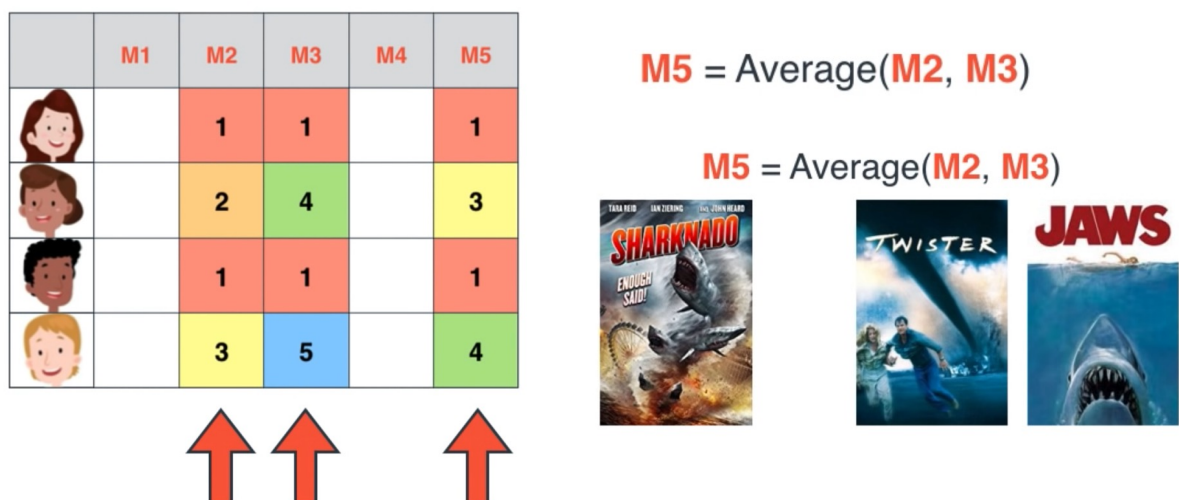 M1 M2 M3 M4 M5
1 1 1
2 4 3
1 1 1
3 5 4
M5 = Average(M2, M3)
M5 = Average(M2, M3)
TARA REID IAN ZIERING AND JOHN HEARD
SHARKNADO
ENOUGH
SAID!
TWISTER
JAWS